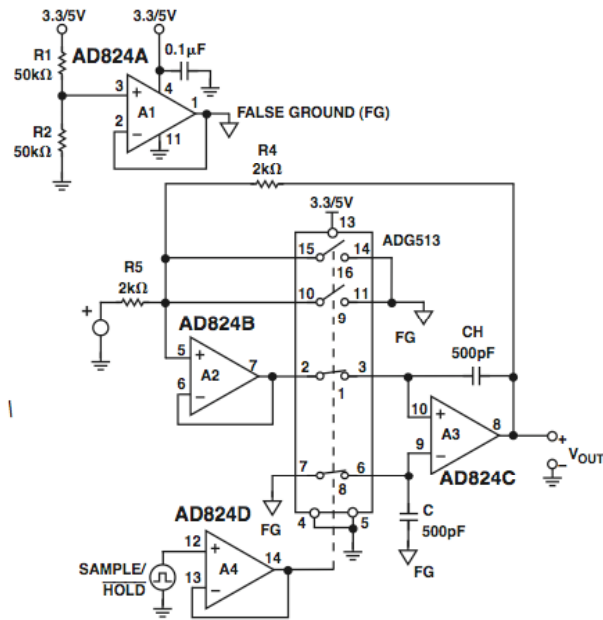 3.3/5V
3.3/5V
R1
50kΩ
AD824A
0.1μF
3
+
4
A1
1
2
−
11
FALSE GROUND (FG)
R2
50kΩ
R4
2kΩ
3.3/5V
13
ADG513
15
14
16
R5
2kΩ
10
11
9
+
FG
AD824B
CH
500pF
5
+
7
A2
6
−
2
3
1
10
+
A3
8
9
−
AD824C
+
VOUT
−
7
6
8
FG
C
500pF
FG
4
5
AD824D
12
+
14
A4
13
−
SAMPLE/
HOLD